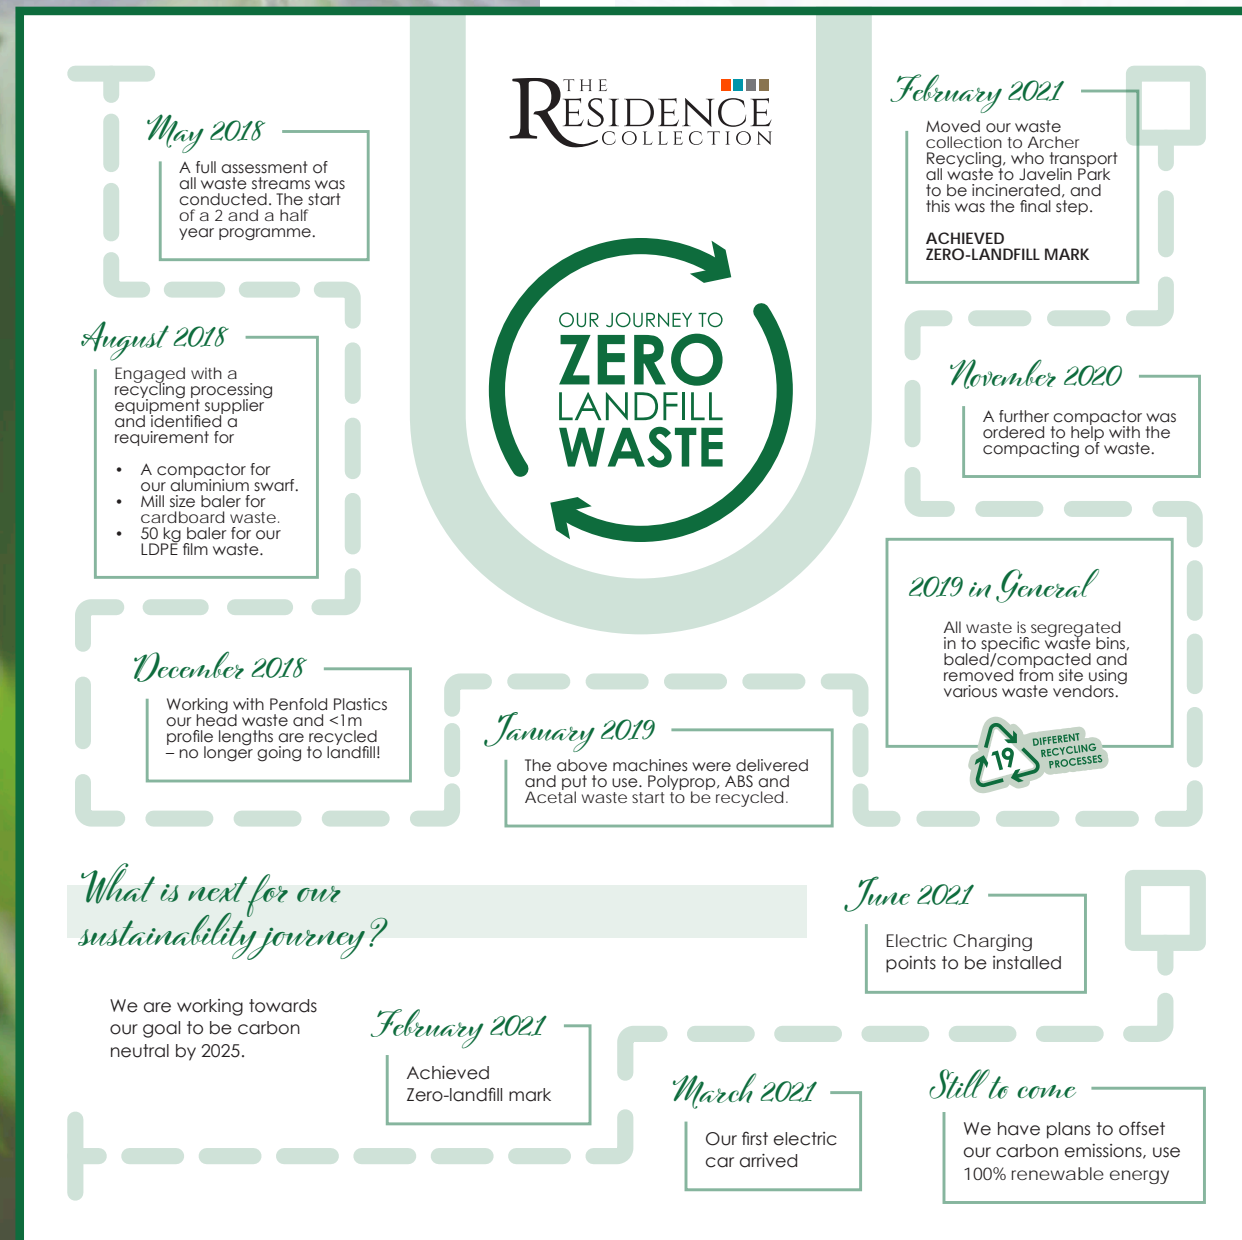 THE
RESIDENCE
COLLECTION
OUR JOURNEY TO
ZERO
LANDFILL
WASTE
May 2018
A full assessment of
all waste streams was
conducted. The start
of a 2 and a half
year programme.
August 2018
Engaged with a
recycling processing
equipment supplier
and identified a
requirement for
• A compactor for
our aluminium swarf.
• Mill size baler for
cardboard waste.
• 50 kg baler for our
LDPE film waste.
December 2018
Working with Penfold Plastics
our head waste and <1m
profile lengths are recycled
– no longer going to landfill!
January 2019
The above machines were delivered
and put to use. Polyprop, ABS and
Acetal waste start to be recycled.
2019 in General
All waste is segregated
in to specific waste bins,
baled/compacted and
removed from site using
various waste vendors.
19
DIFFERENT
RECYCLING
PROCESSES
November 2020
A further compactor was
ordered to help with the
compacting of waste.
February 2021
Moved our waste
collection to Archer
Recycling, who transport
all waste to Javelin Park
to be incinerated, and
this was the final step.
ACHIEVED
ZERO-LANDFILL MARK
What is next for our
sustainability journey?
We are working towards
our goal to be carbon
neutral by 2025.
February 2021
Achieved
Zero-landfill mark
March 2021
Our first electric
car arrived
June 2021
Electric Charging
points to be installed
Still to come
We have plans to offset
our carbon emissions, use
100% renewable energy